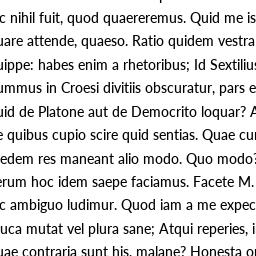 c nihil fuit, quod quaereremus. Quid me is
uare attende, quaeso. Ratio quidem vestra
uippe: habes enim a rhetoribus; Id Sextilius
ummus in Croesi divitiis obscuratur, pars e
uid de Platone aut de Democrito loquar? A
e quibus cupio scire quid sentias. Quae cur
edem res maneant alio modo. Quo modo?
erum hoc idem saepe faciamus. Facete M.
c ambiguo ludimur. Quod iam a me expec
uca mutat vel plura sane; Atqui reperies, i
uae contraria sunt his, malane? Honesta or